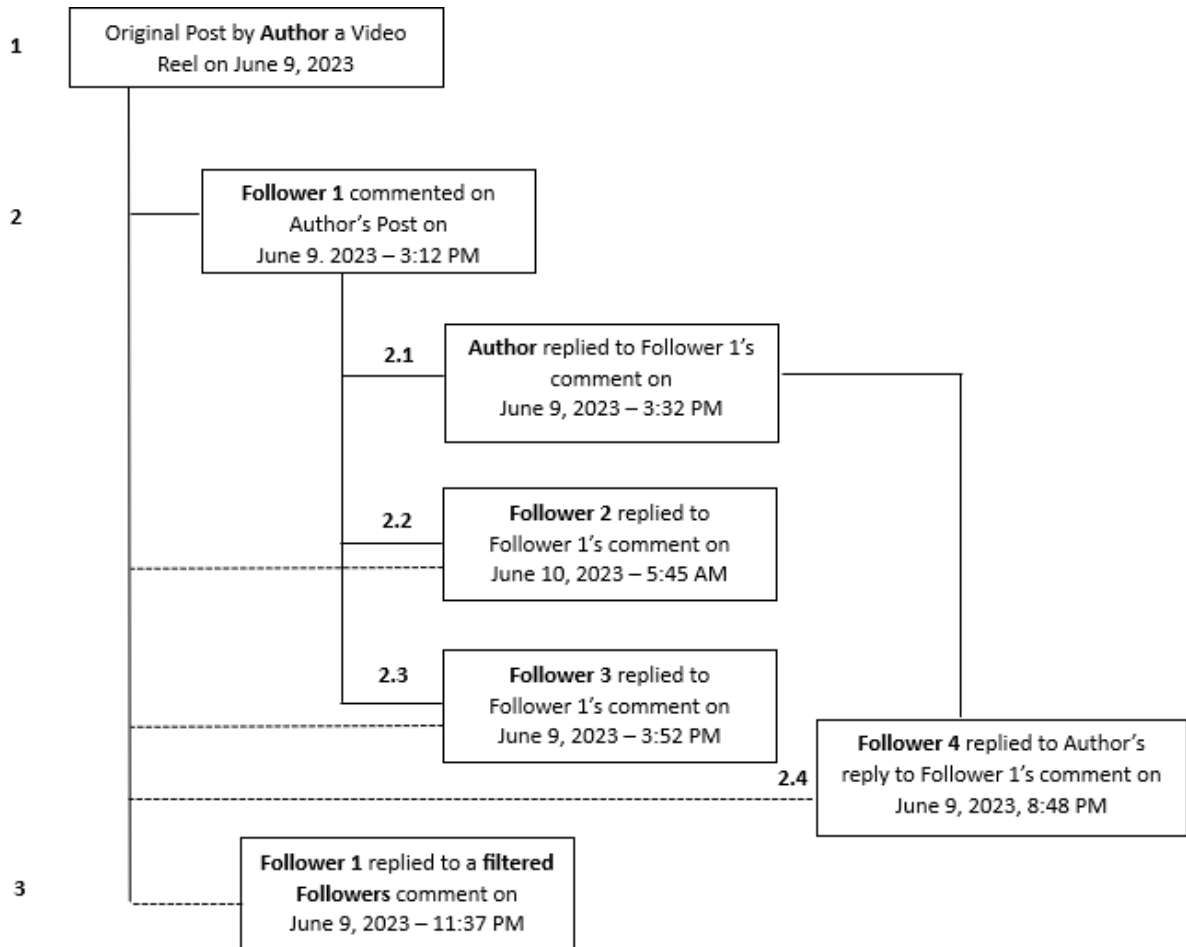 1
Original Post by Author a Video
Reel on June 9, 2023
2
Follower 1 commented on
Author's Post on
June 9. 2023 – 3:12 PM
2.1
Author replied to Follower 1's
comment on
June 9, 2023 – 3:32 PM
2.2
Follower 2 replied to
Follower 1's comment on
June 10, 2023 – 5:45 AM
2.3
Follower 3 replied to
Follower 1's comment on
June 9, 2023 – 3:52 PM
2.4
Follower 4 replied to Author's
reply to Follower 1's comment on
June 9, 2023, 8:48 PM
3
Follower 1 replied to a filtered
Followers comment on
June 9, 2023 – 11:37 PM